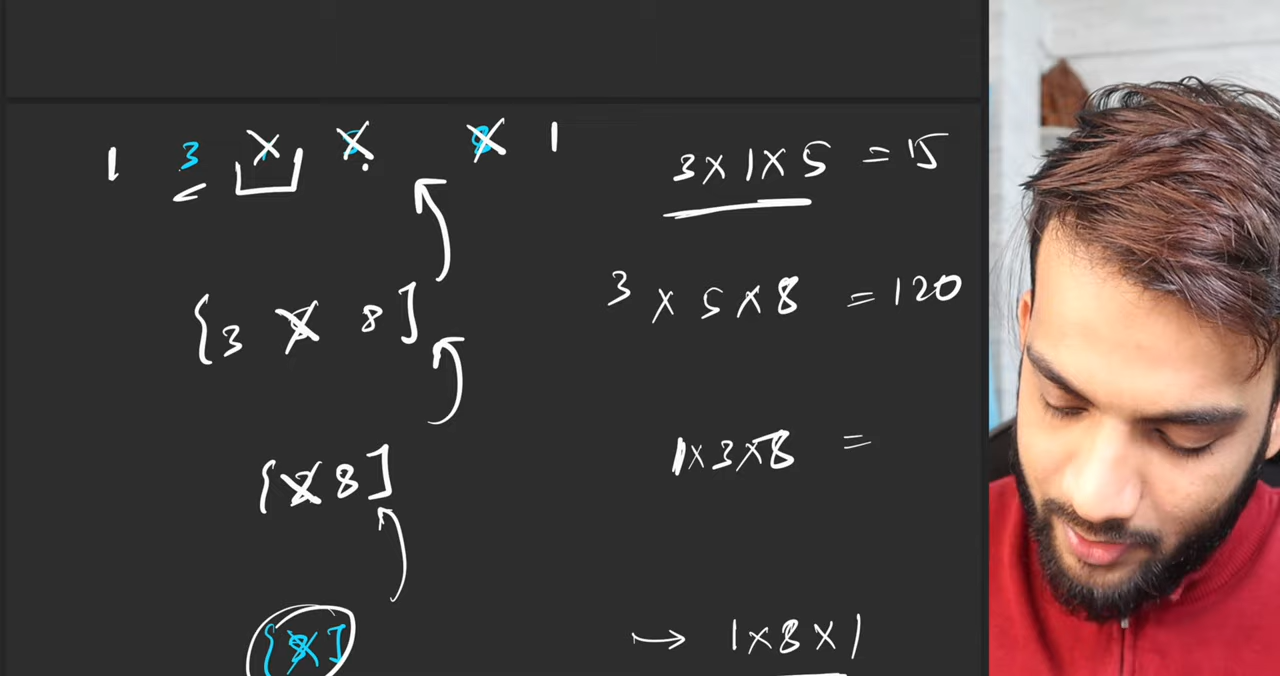 1 3 1
3 x 1 x 5 = 15
[3 8]
3 x 5 x 8 = 120
[ 8]
1 x 3 x 8 =
→ 1 x 8 x 1